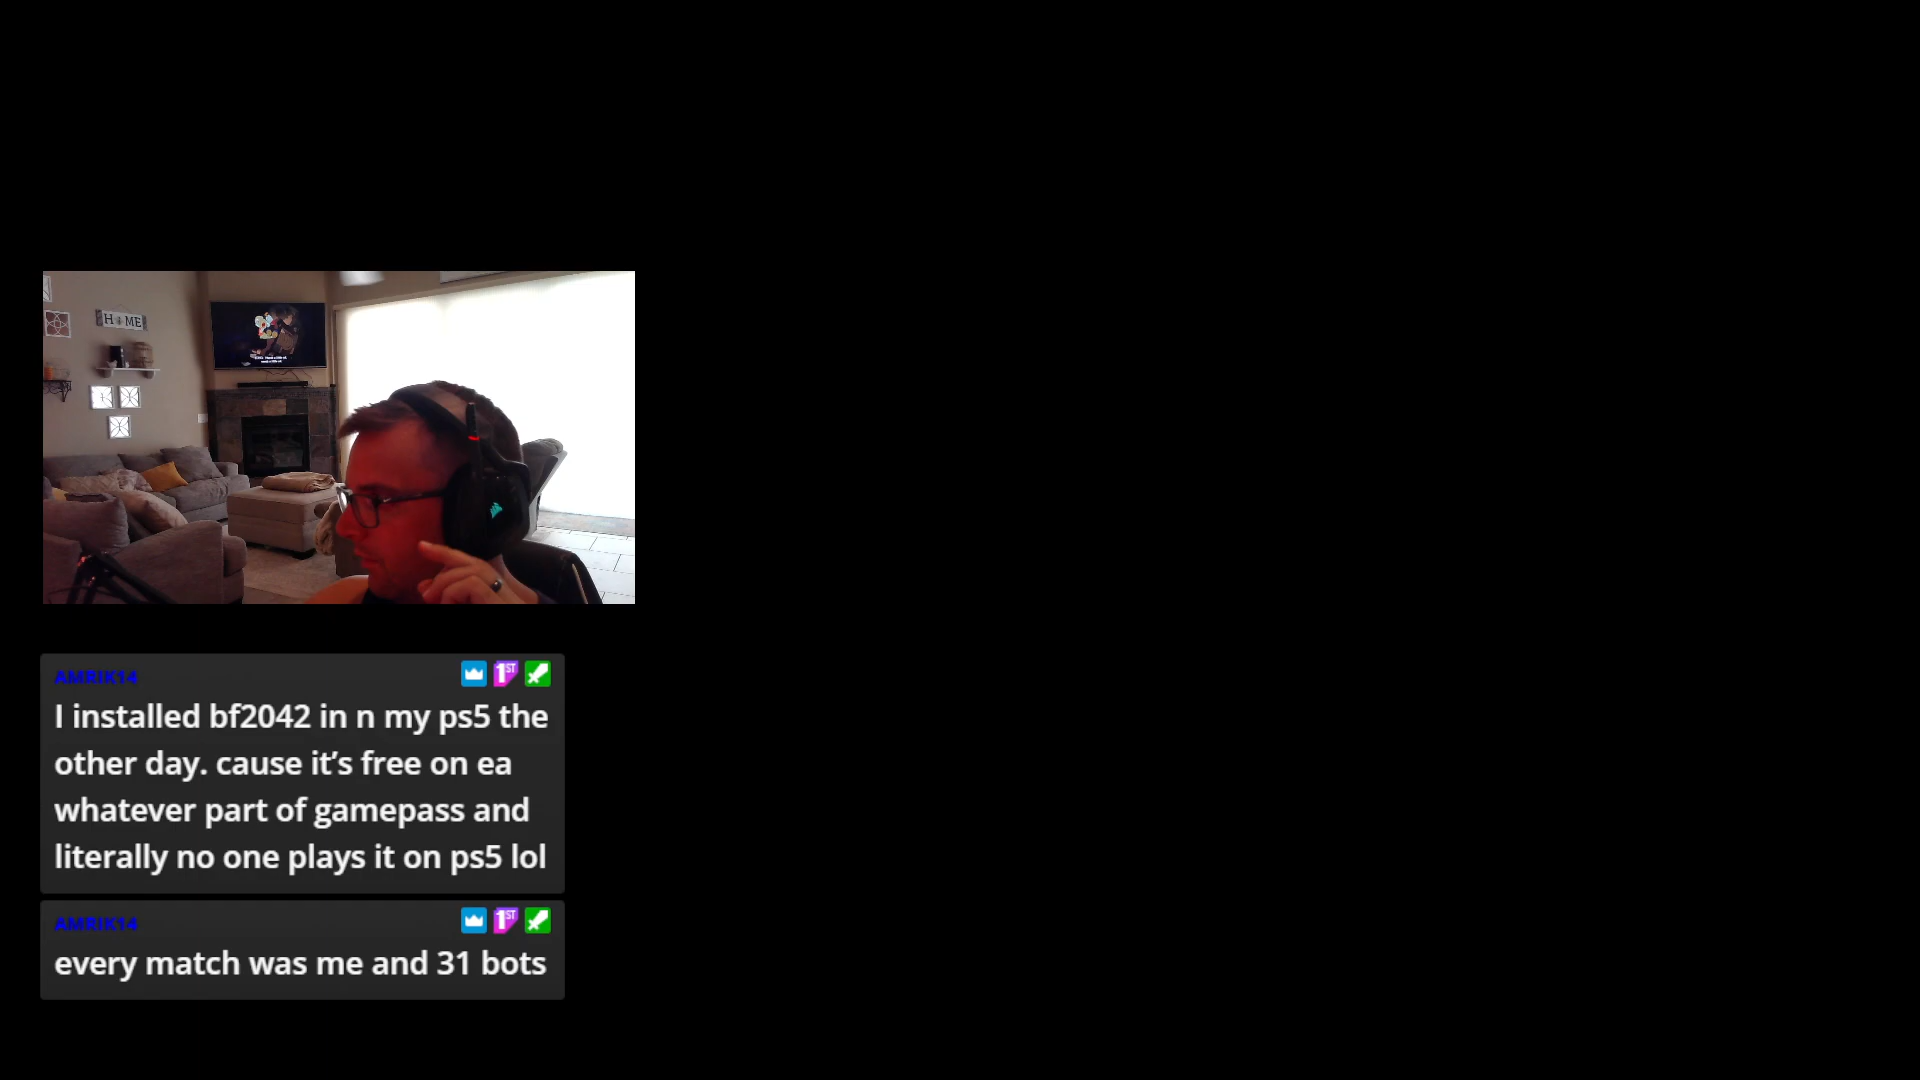 HOME
AMRIK14
I installed bf2042 in n my ps5 the
other day. cause it’s free on ea
whatever part of gamepass and
literally no one plays it on ps5 lol
AMRIK14
every match was me and 31 bots